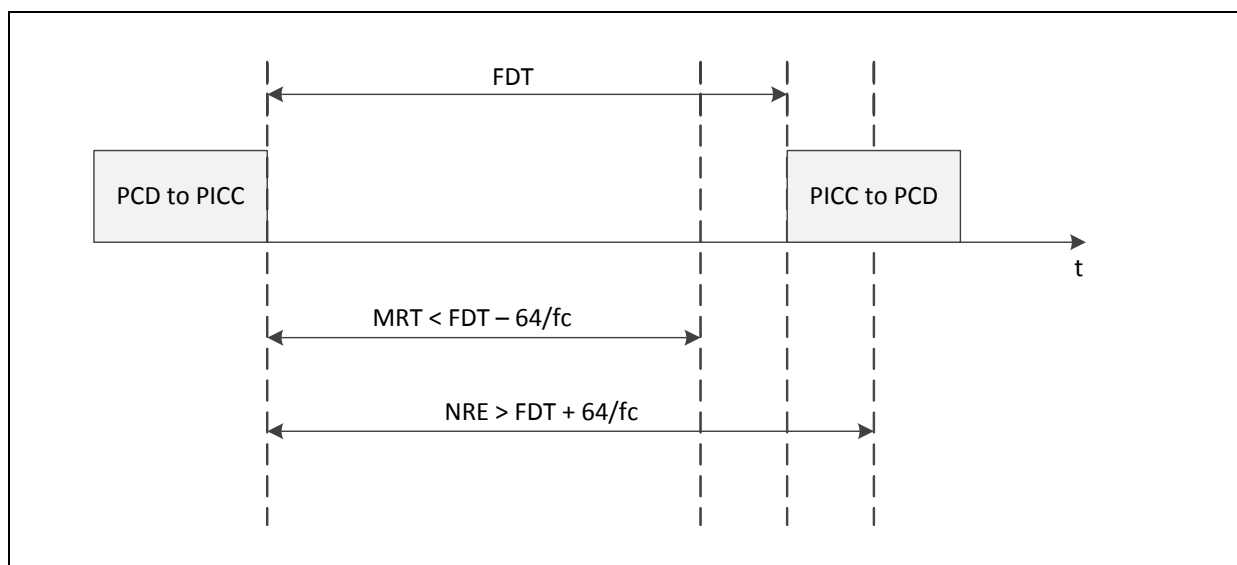 FDT
PCD to PICC
PICC to PCD
t
MRT < FDT – 64/fc
NRE > FDT + 64/fc